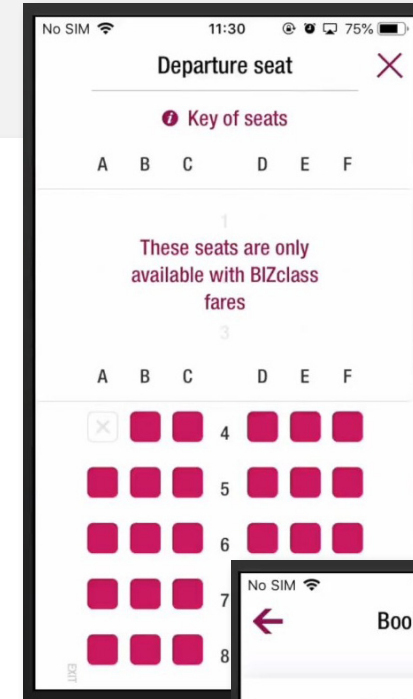 No SIM 11:30 75%
Departure seat
Key of seats
A B C D E F
1
These seats are only
available with BIZclass
fares
3
A B C D E F
4
5
6
7
8
EXIT
No SIM
Boo